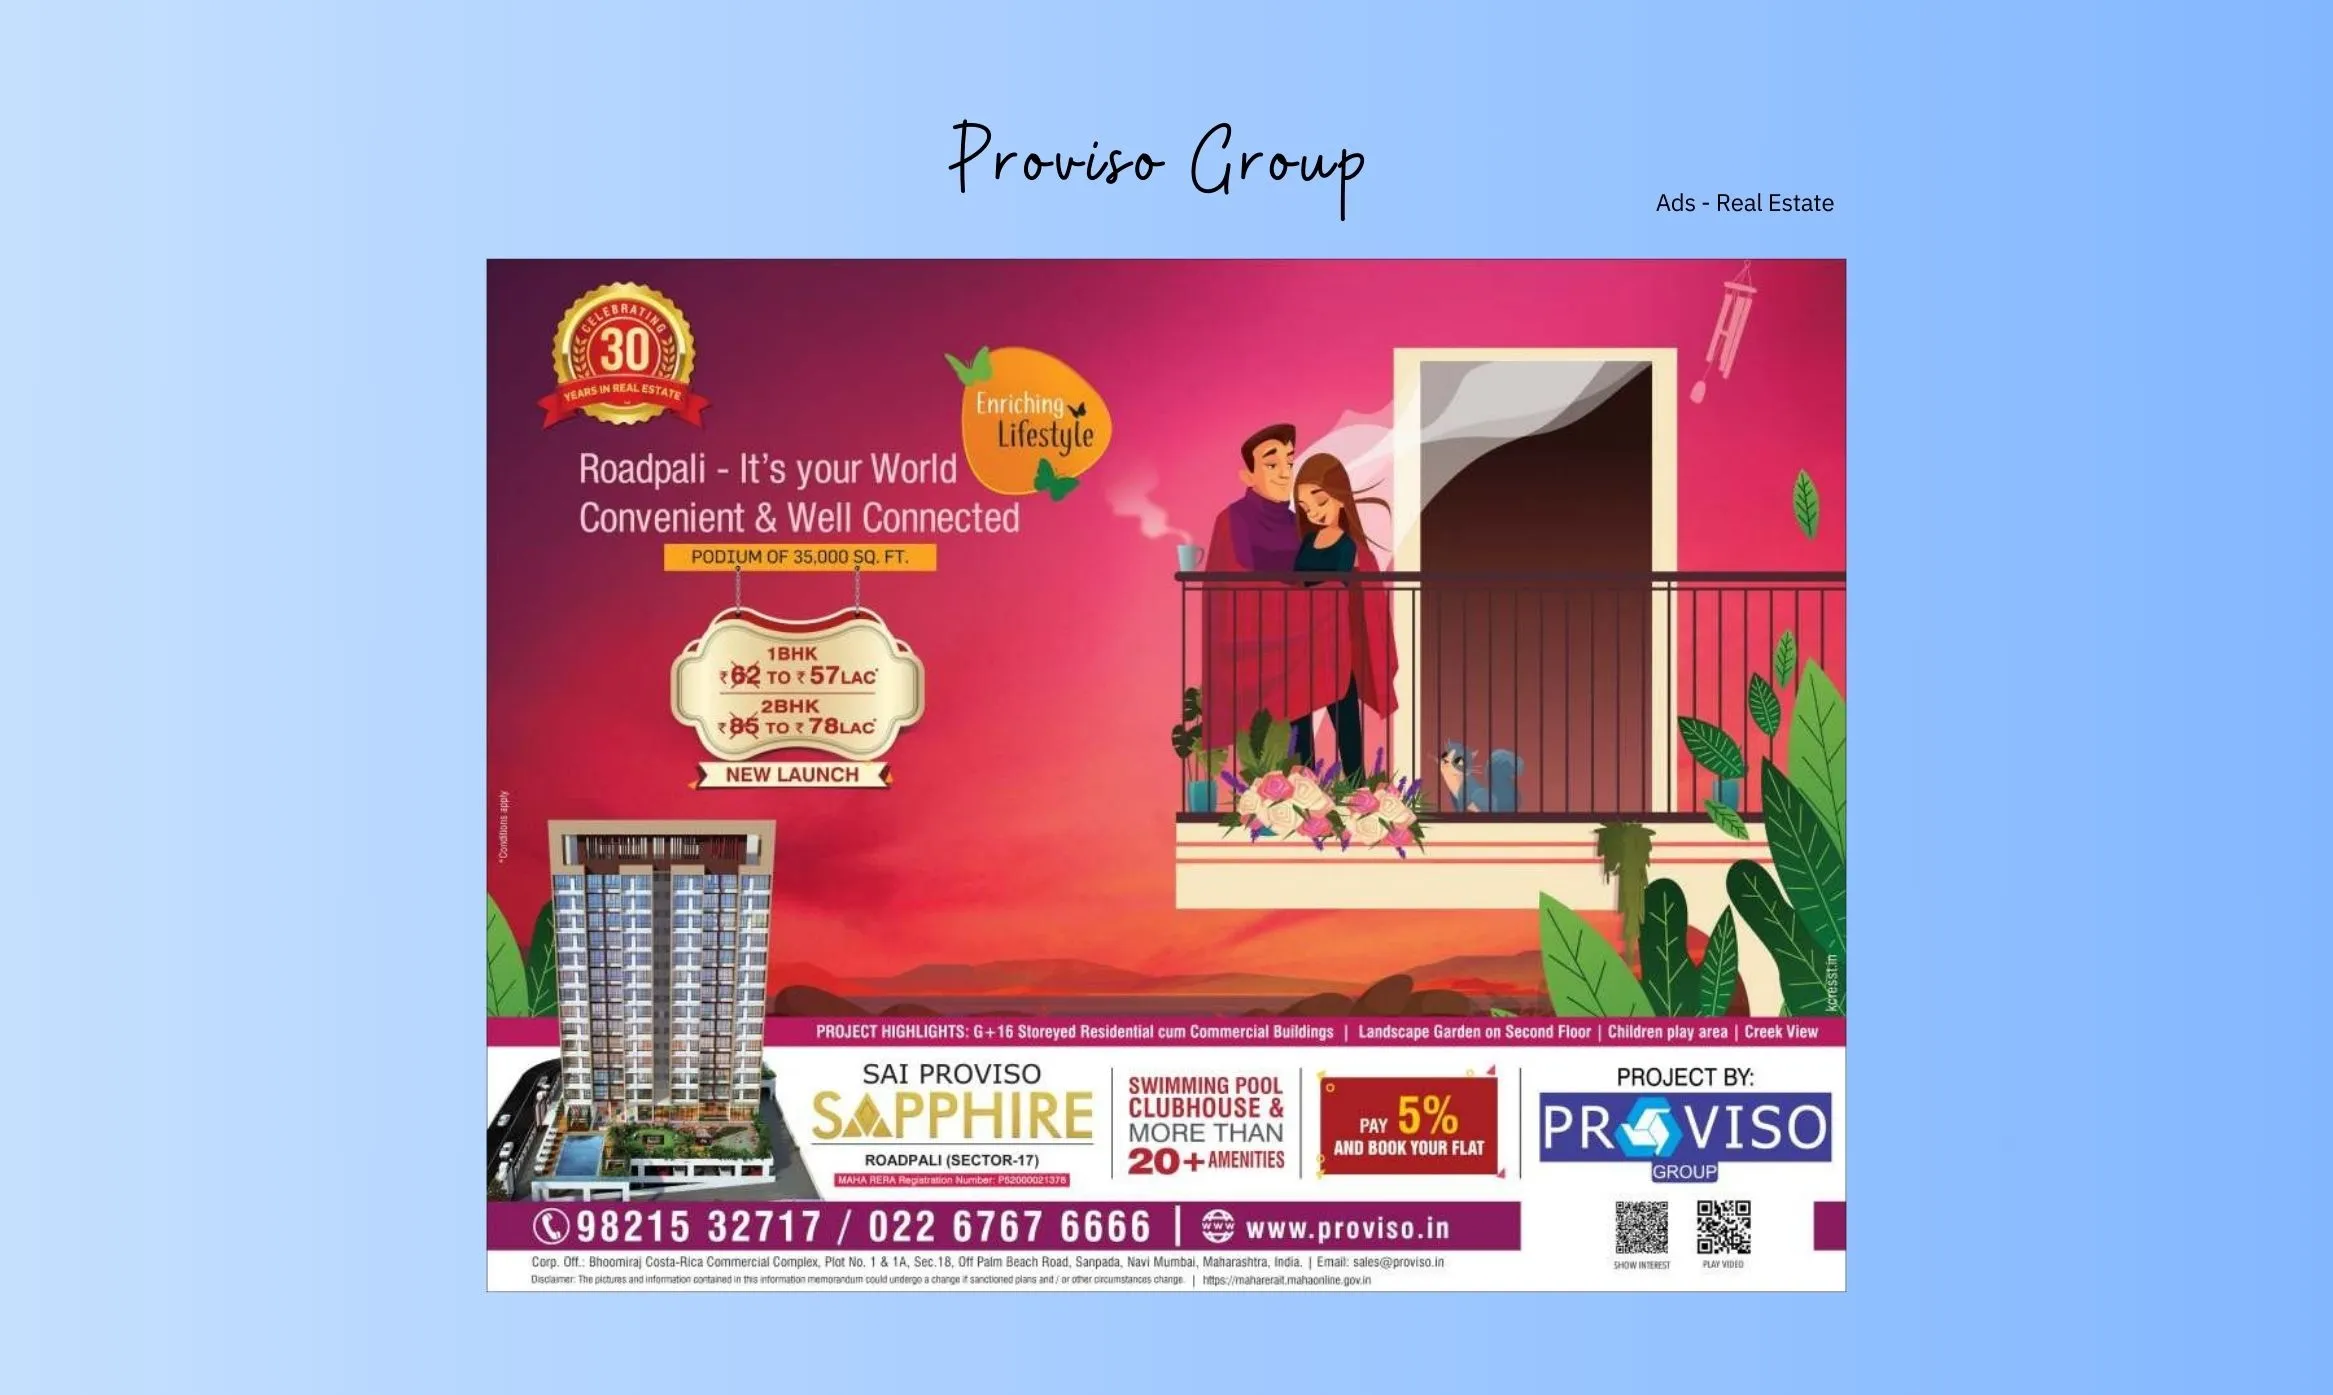 Proviso Group
Ads - Real Estate
CELEBRATING
30
YEARS IN REAL ESTATE
Enriching
Lifestyle
Roadpali - It's your World
Convenient & Well Connected
PODIUM OF 35,000 SQ. FT.
1BHK
₹62 TO ₹57LAC*
2BHK
₹85 TO ₹78LAC*
NEW LAUNCH
*Conditions apply
kcresst.in
PROJECT HIGHLIGHTS: G+16 Storeyed Residential cum Commercial Buildings | Landscape Garden on Second Floor | Children play area | Creek View
SAI PROVISO
SAPPHIRE
ROADPALI (SECTOR-17)
MAHA RERA Registration Number: P52000021378
SWIMMING POOL
CLUBHOUSE &
MORE THAN
20+ AMENITIES
PAY 5%
AND BOOK YOUR FLAT
PROJECT BY:
PROVISO
GROUP
98215 32717 / 022 6767 6666 | www.proviso.in
SHOW INTEREST
PLAY VIDEO
Corp. Off.: Bhoomiraj Costa-Rica Commercial Complex, Plot No. 1 & 1A, Sec.18, Off Palm Beach Road, Sanpada, Navi Mumbai, Maharashtra, India. | Email: sales@proviso.in
Disclaimer: The pictures and information contained in this information memorandum could undergo a change if sanctioned plans and / or other circumstances change. | https://maharerait.mahaonline.gov.in